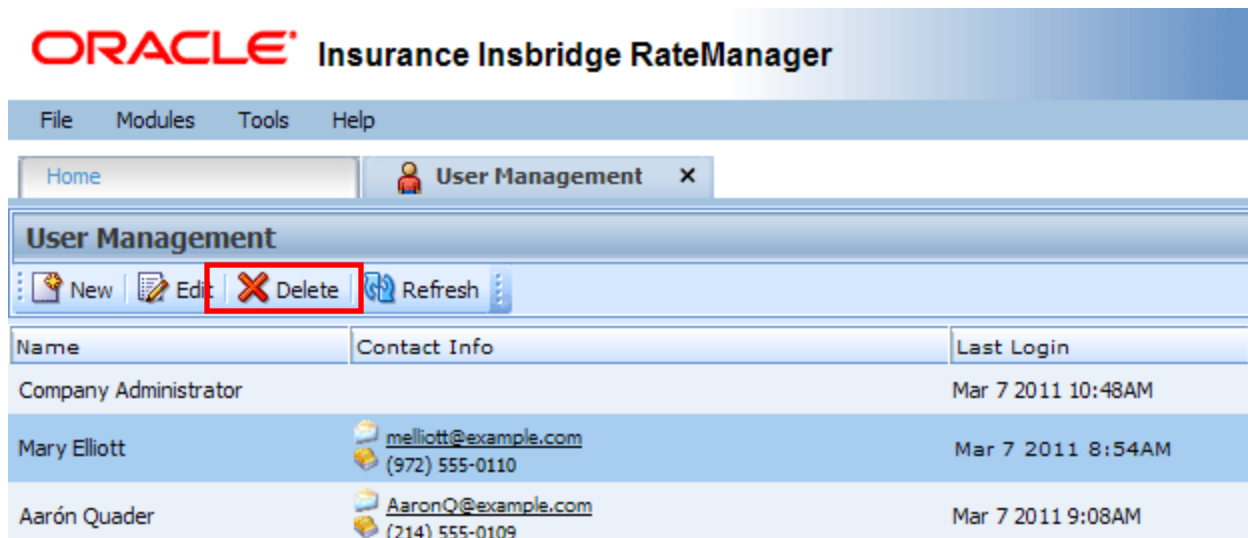 ORACLE Insurance Insbridge RateManager
File Modules Tools Help
Home User Management ×
User Management
New Edit Delete Refresh
Name Contact Info Last Login
Company Administrator Mar 7 2011 10:48AM
melliott@example.com
Mary Elliott Mar 7 2011 8:54AM
(972) 555-0110
AaronQ@example.com
Aarón Quader Mar 7 2011 9:08AM
(214) 555-0109